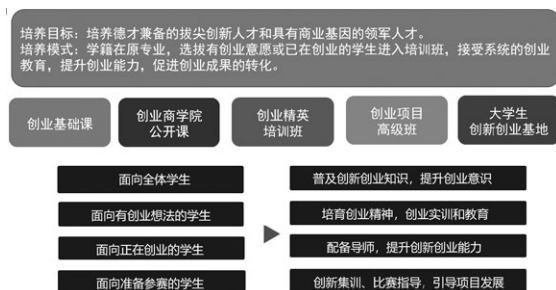 培养目标：培养德才兼备的拔尖创新人才和具有商业基因的领军人才。
培养模式：学籍在原专业，选拔有创业意愿或已在创业的学生进入培训班，接受系统的创业
教育，提升创业能力，促进创业成果的转化。
创业基础课
创业商学院
公开课
创业精英
培训班
创业项目
高级班
大学生
创新创业基地
面向全体学生
普及创新创业知识，提升创业意识
面向有创业想法的学生
培育创业精神，创业实训和教育
面向正在创业的学生
配备导师，提升创新创业能力
面向准备参赛的学生
创新集训、比赛指导，引导项目发展